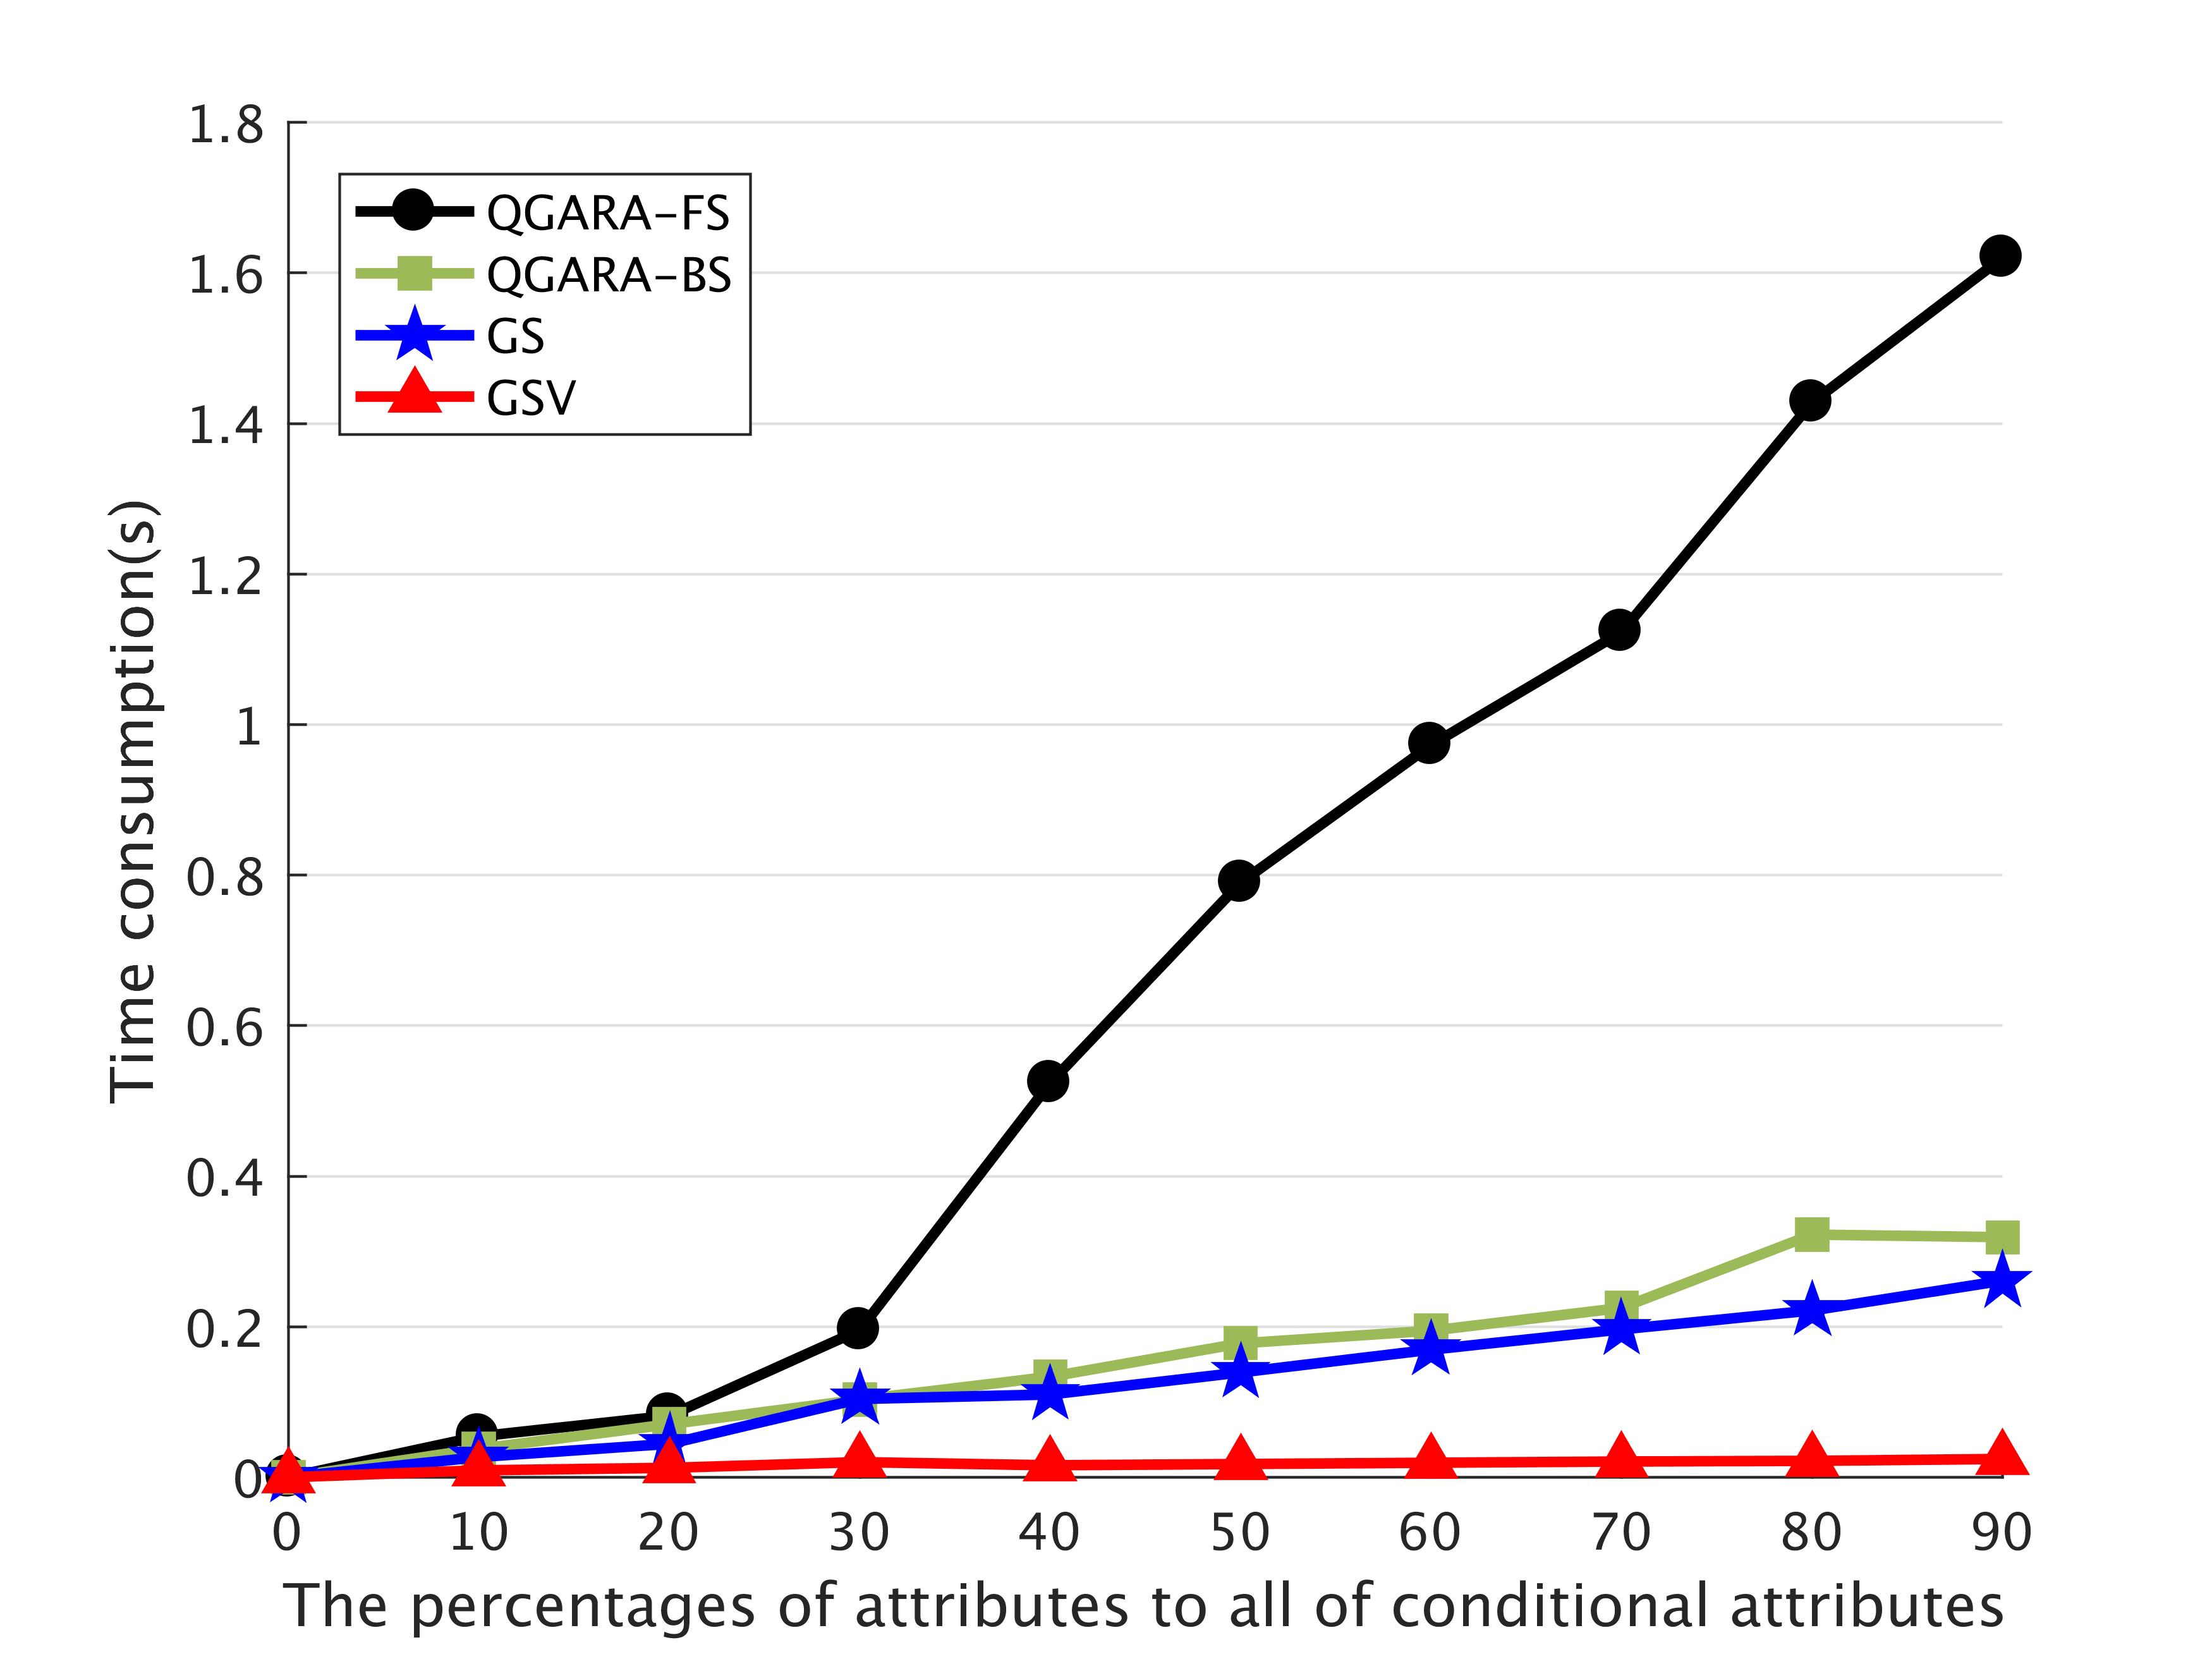 1.8
1.6
1.4
1.2
1
0.8
0.6
0.4
0.2
0
Time consumption(s)
QGARA-FS
QGARA-BS
GS
GSV
0 10 20 30 40 50 60 70 80 90
The percentages of attributes to all of conditional attributes